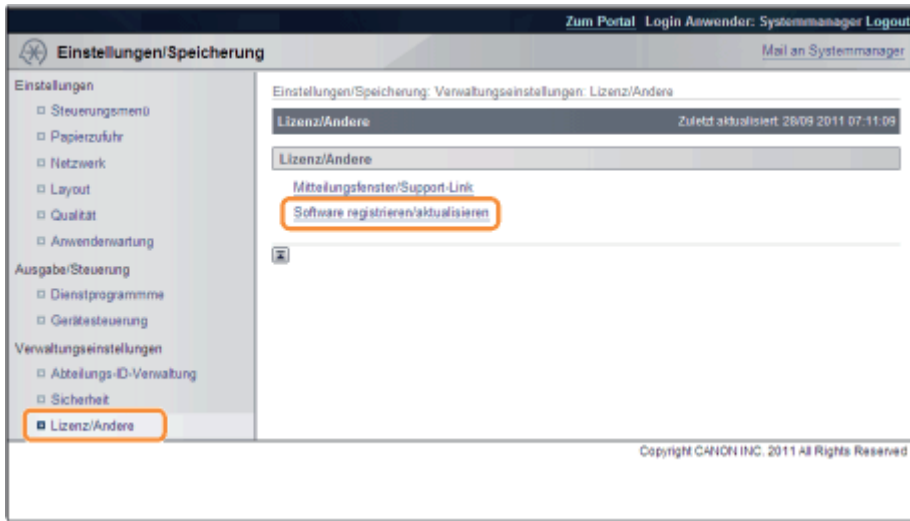 Zum Portal Login Anwender: Systemmanager Logout
Einstellungen/Speicherung
Mail an Systemmanager
Einstellungen
Steuerungsmenü
Papierzufuhr
Netzwerk
Layout
Qualität
Anwenderwartung
Ausgabe/Steuerung
Dienstprogrammme
Gerätesteuerung
Verwaltungseinstellungen
Abteilungs-ID-Verwaltung
Sicherheit
Lizenz/Andere
Einstellungen/Speicherung: Verwaltungseinstellungen: Lizenz/Andere
Lizenz/Andere Zuletzt aktualisiert: 28/09 2011 07:11:09
Lizenz/Andere
Mitteilungsfenster/Support-Link
Software registrieren/aktualisieren
Copyright CANON INC. 2011 All Rights Reserved